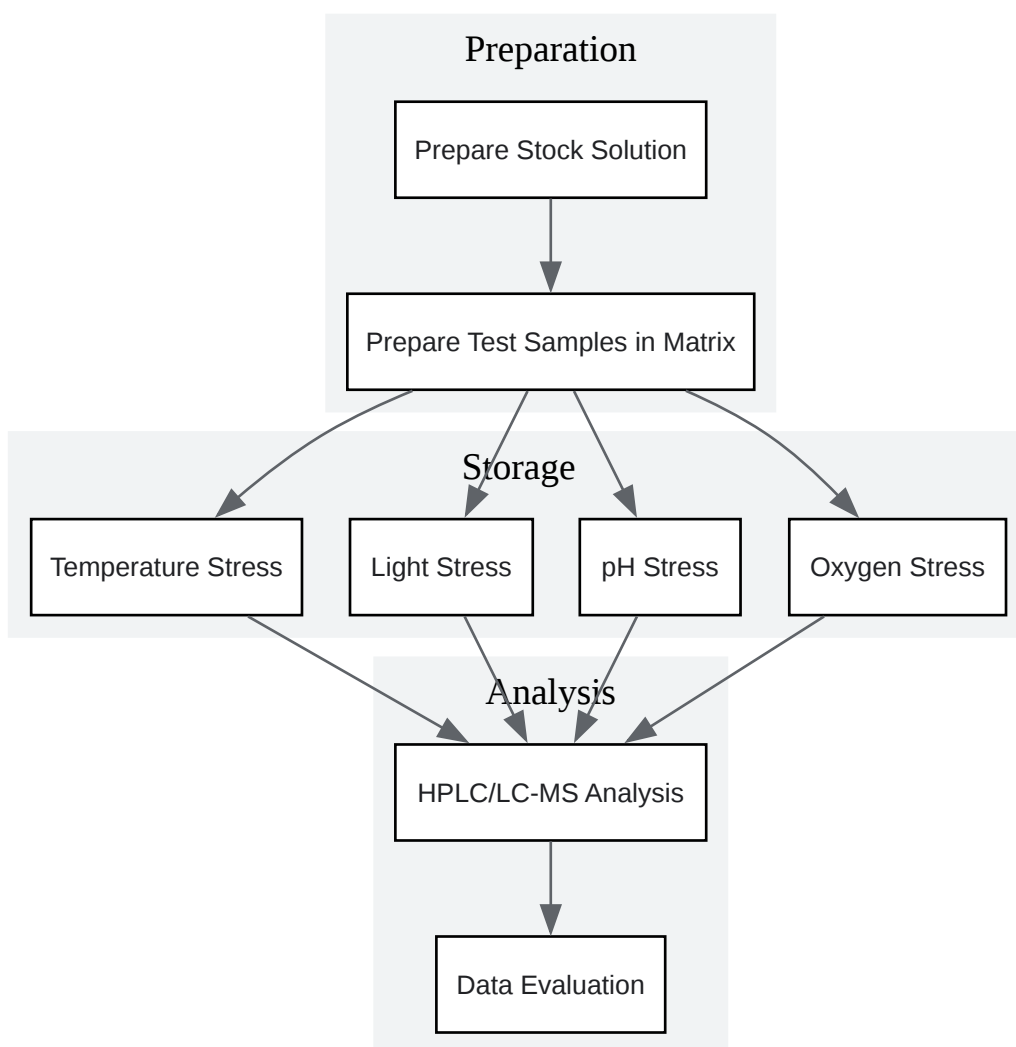 Preparation
Prepare Stock Solution
Prepare Test Samples in Matrix
Storage
Temperature Stress
Light Stress
pH Stress
Oxygen Stress
Analysis
HPLC/LC-MS Analysis
Data Evaluation